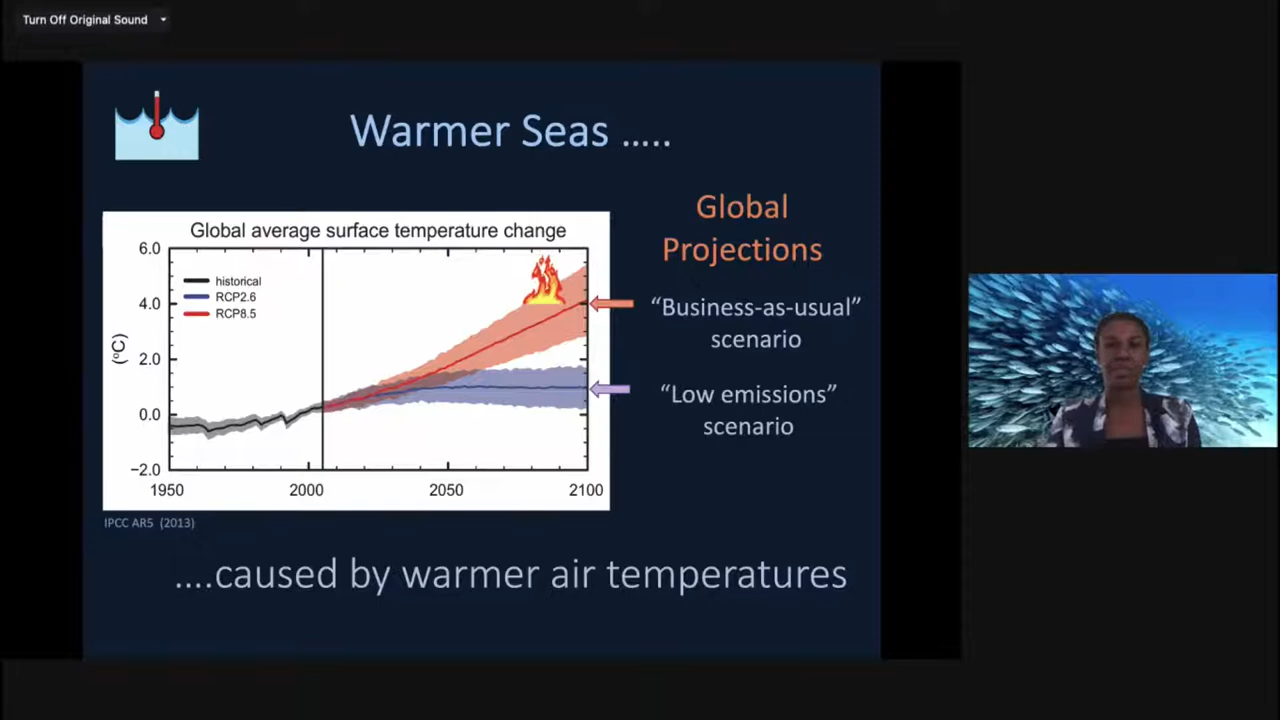 Turn Off Original Sound
Warmer Seas .....
Global
Projections
Global average surface temperature change
6.0
4.0
2.0
0.0
−2.0
(°C)
historical
RCP2.6
RCP8.5
1950
2000
2050
2100
“Business-as-usual”
scenario
“Low emissions”
scenario
IPCC AR5 (2013)
....caused by warmer air temperatures